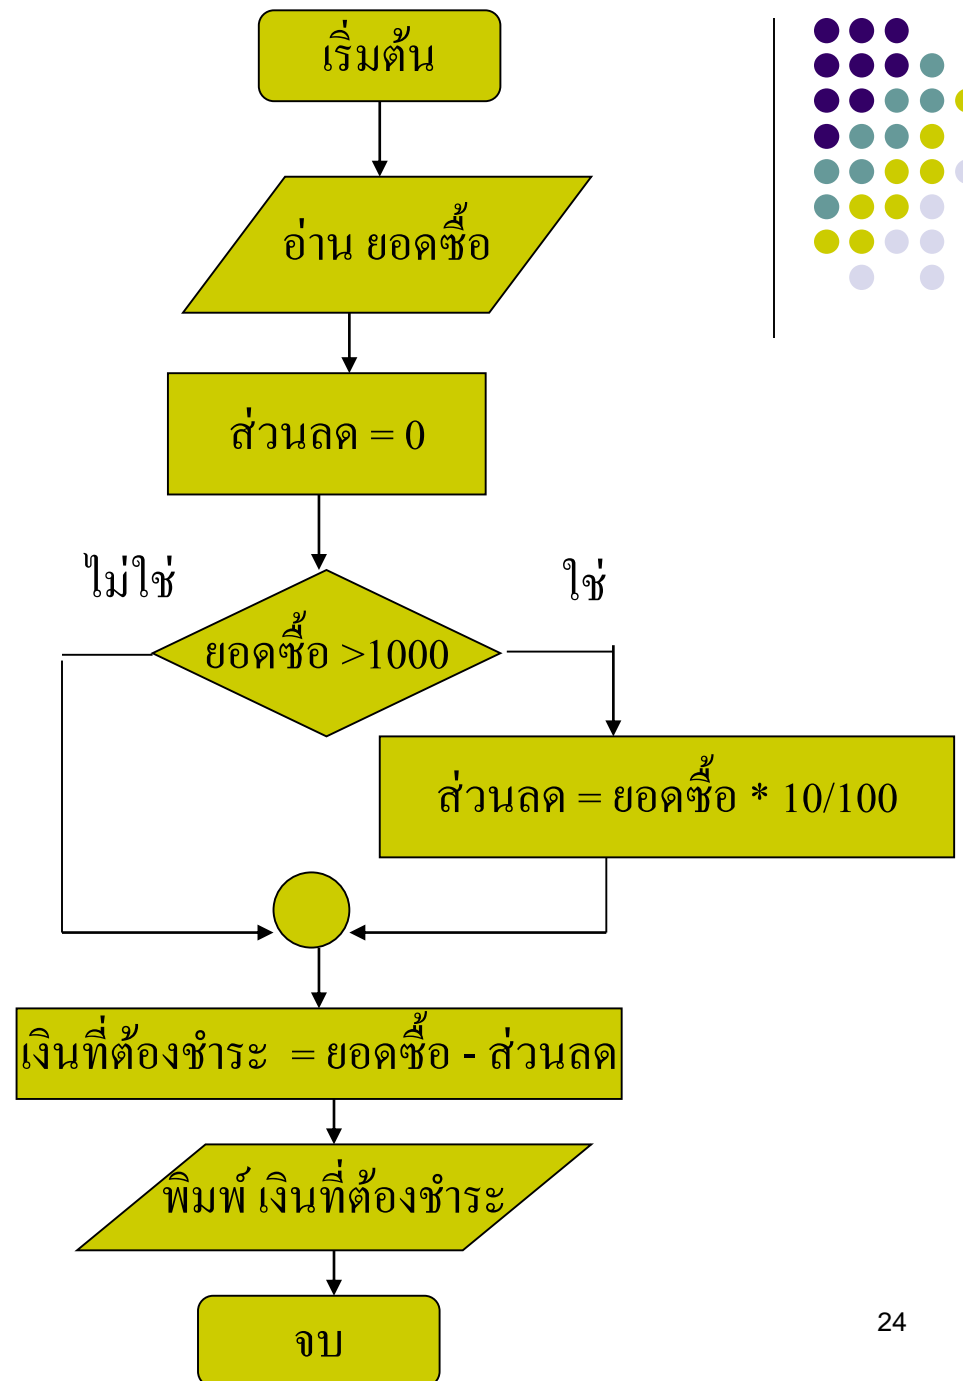 เริ่มต้น
อ่าน ยอดซื้อ
ส่วนลด = 0
ไม่ใช่
ใช่
ยอดซื้อ >1000
ส่วนลด = ยอดซื้อ * 10/100
เงินที่ต้องชำระ = ยอดซื้อ - ส่วนลด
พิมพ์ เงินที่ต้องชำระ
จบ
24